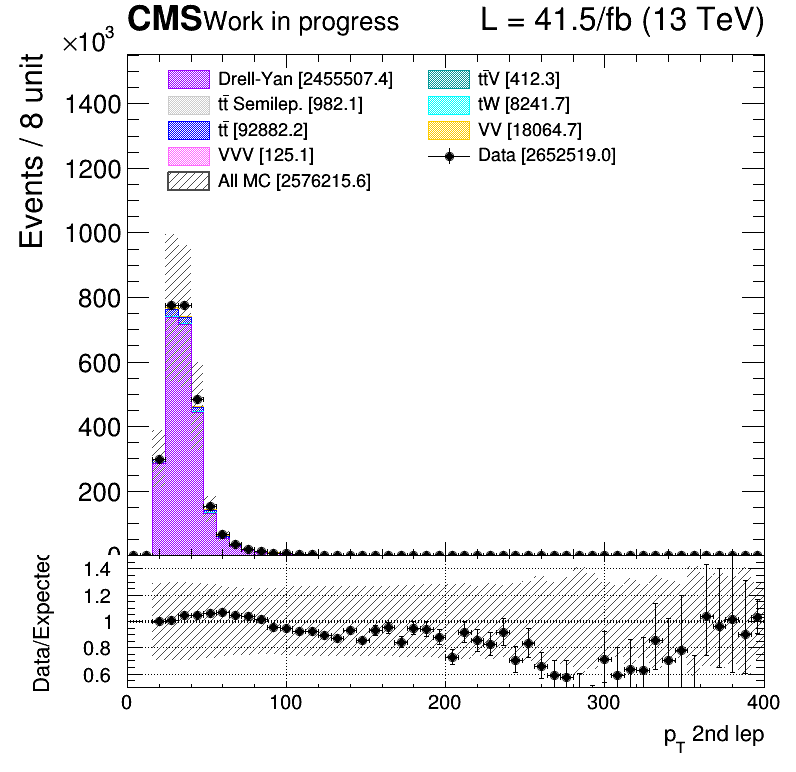 CMS Work in progress L = 41.5/fb (13 TeV)
×10³
Events / 8 unit
1400
1200
1000
800
600
400
200
0
Drell-Yan [2455507.4]
tt̄ Semilep. [982.1]
tt̄ [92882.2]
VVV [125.1]
All MC [2576215.6]
tt̄V [412.3]
tW [8241.7]
VV [18064.7]
Data [2652519.0]
Data/Expected
1.4
1.2
1
0.8
0.6
0 100 200 300 400
p_T 2nd lep